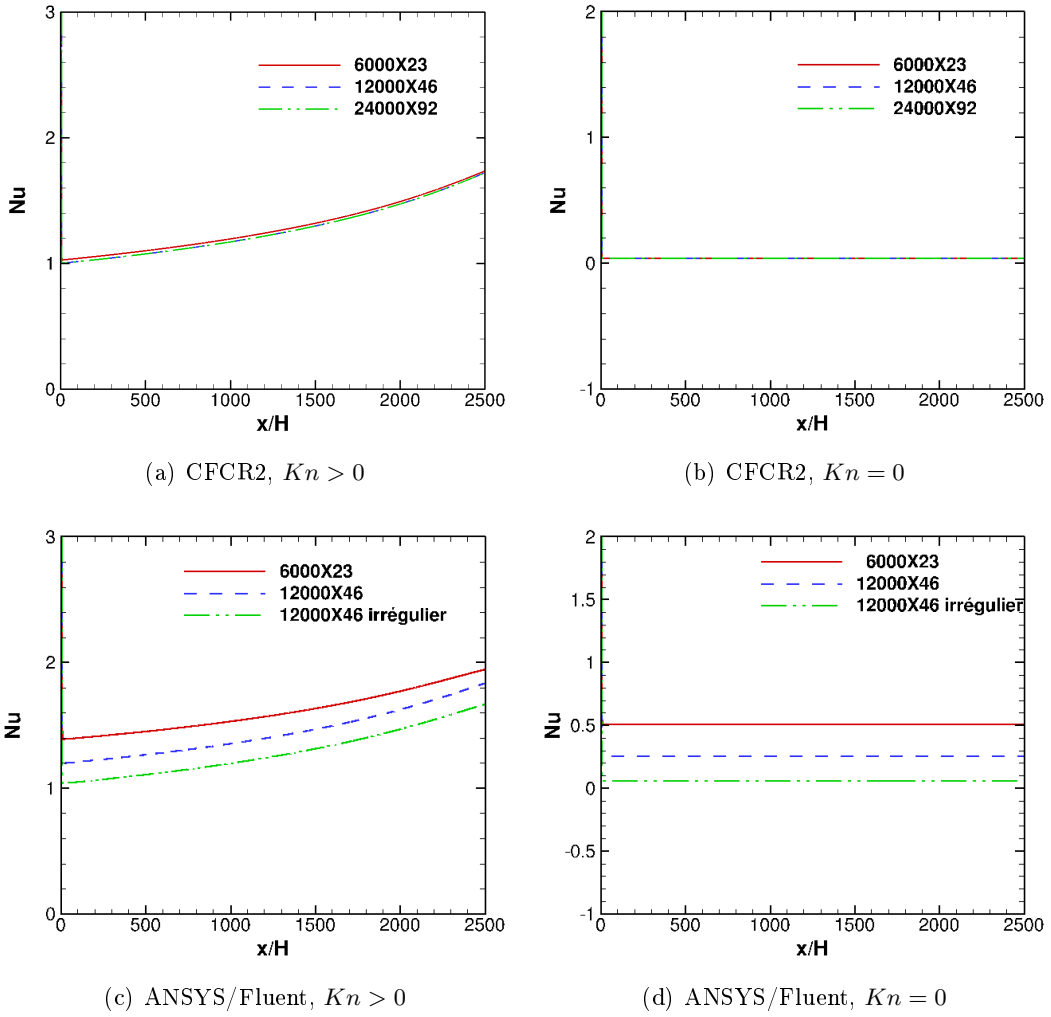 3
2
1
0
Nu
0
500
1000
1500
2000
2500
x/H
6000X23
12000X46
24000X92
(a) CFCR2, Kn > 0
2
1
0
-1
Nu
0
500
1000
1500
2000
2500
x/H
6000X23
12000X46
24000X92
(b) CFCR2, Kn = 0
3
2
1
0
Nu
0
500
1000
1500
2000
2500
x/H
6000X23
12000X46
12000X46 irrégulier
(c) ANSYS/Fluent, Kn > 0
2
1.5
1
0.5
0
-0.5
-1
Nu
0
500
1000
1500
2000
2500
x/H
6000X23
12000X46
12000X46 irrégulier
(d) ANSYS/Fluent, Kn = 0